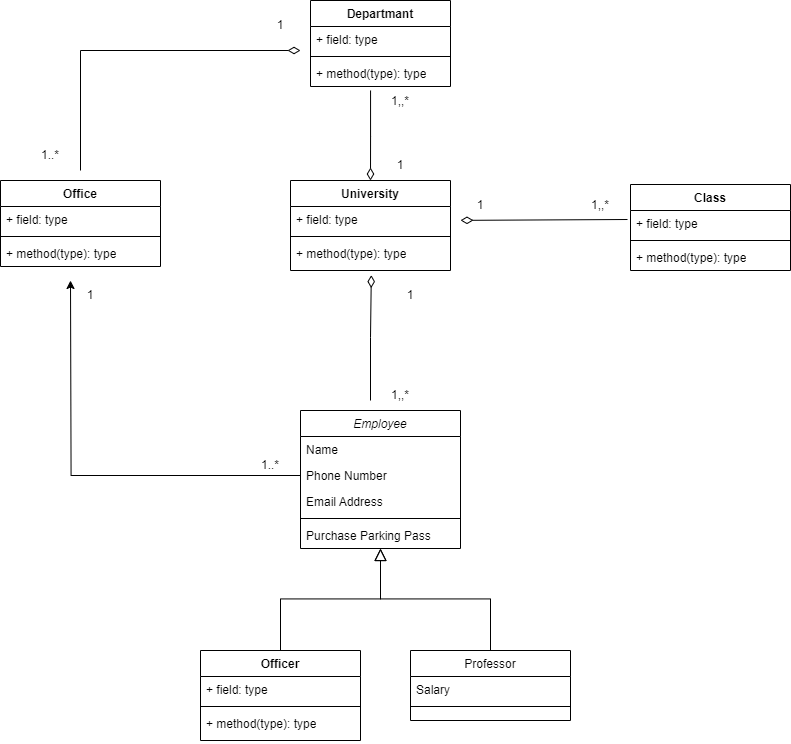 Departmant
+ field: type
+ method(type): type
1
1,,*
1..*
1
Office
+ field: type
+ method(type): type
University
+ field: type
+ method(type): type
1
1,,*
Class
+ field: type
+ method(type): type
1
1
1,,*
Employee
Name
Phone Number
Email Address
Purchase Parking Pass
1..*
Officer
+ field: type
+ method(type): type
Professor
Salary